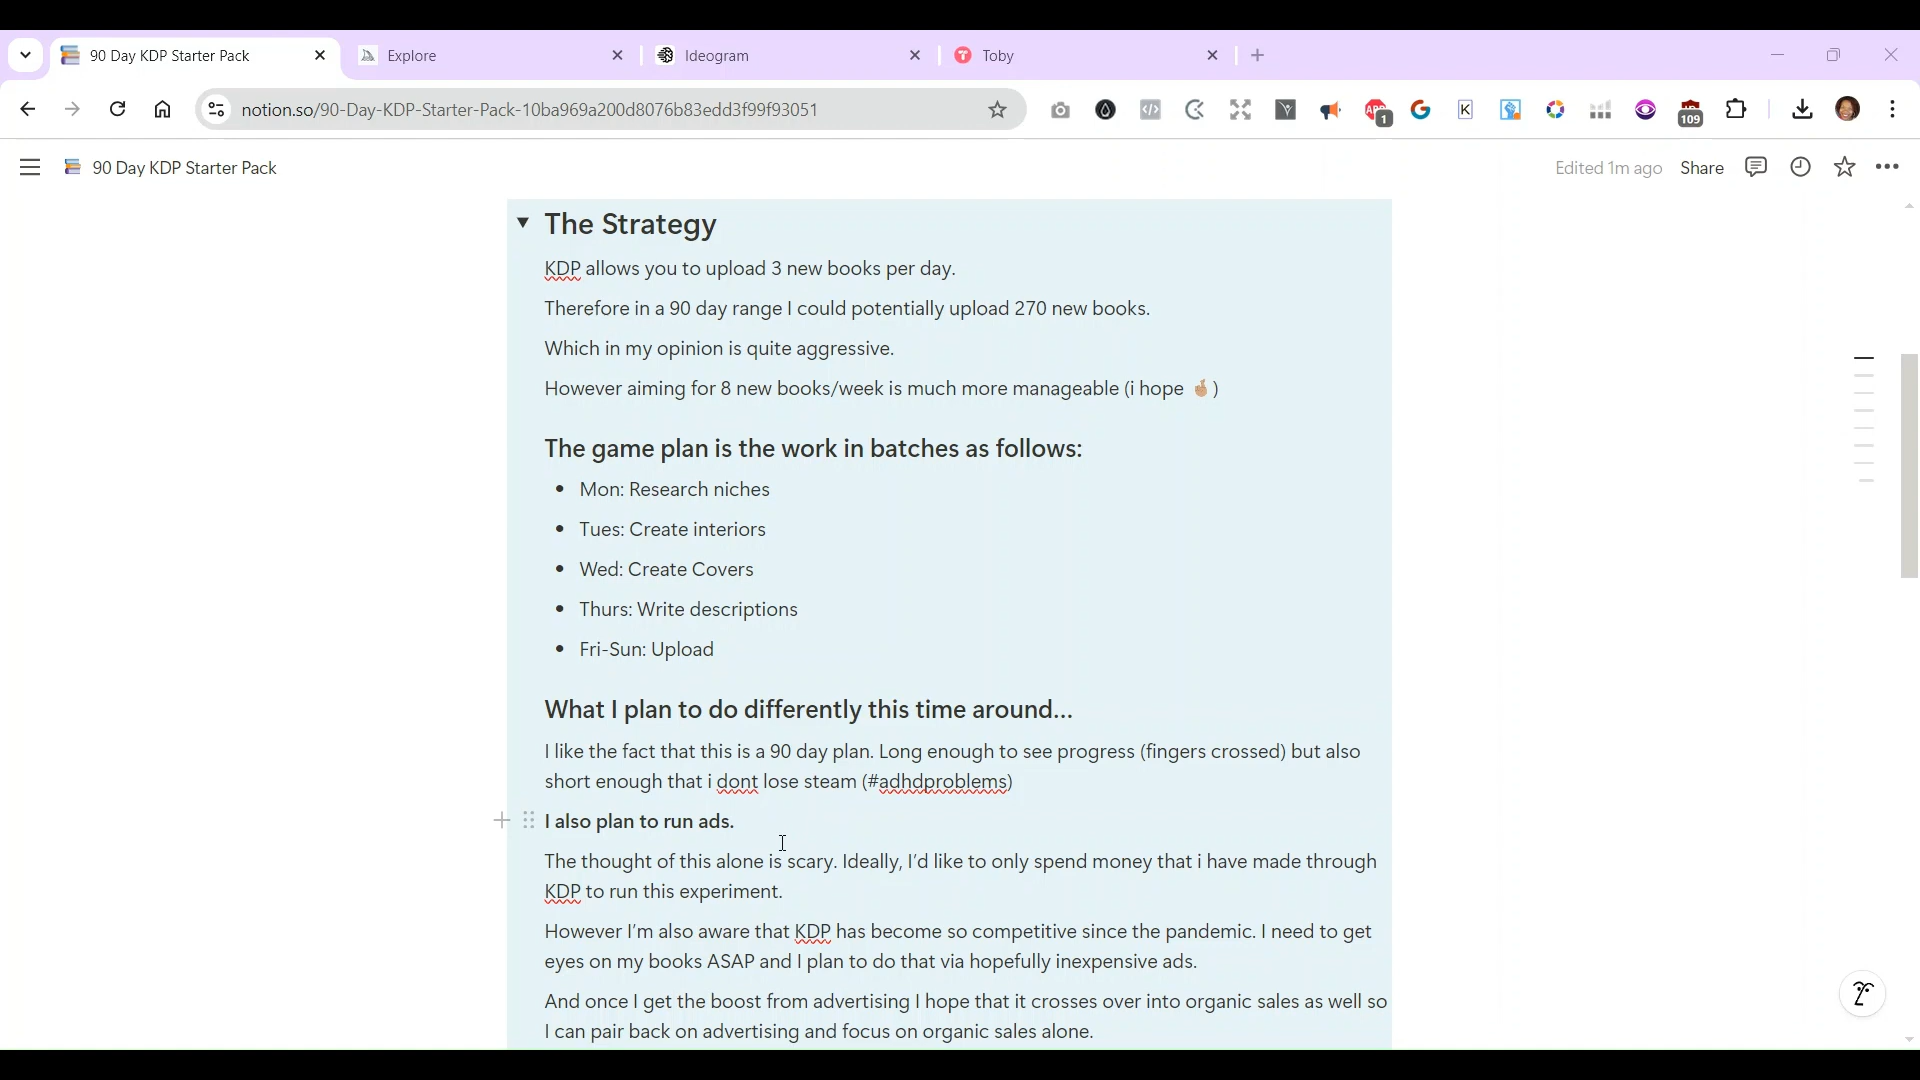 90 Day KDP Starter Pack
Explore
Ideogram
Toby
notion.so/90-Day-KDP-Starter-Pack-10ba969a200d8076b83edd3f99f93051
ABP
1
G
K
109
90 Day KDP Starter Pack
Edited 1m ago
Share
The Strategy
KDP allows you to upload 3 new books per day.
Therefore in a 90 day range I could potentially upload 270 new books.
Which in my opinion is quite aggressive.
However aiming for 8 new books/week is much more manageable (i hope 🤞🏽)
The game plan is the work in batches as follows:
• Mon: Research niches
• Tues: Create interiors
• Wed: Create Covers
• Thurs: Write descriptions
• Fri-Sun: Upload
What I plan to do differently this time around...
I like the fact that this is a 90 day plan. Long enough to see progress (fingers crossed) but also
short enough that i dont lose steam (#adhdproblems)
I also plan to run ads.
The thought of this alone is scary. Ideally, I'd like to only spend money that i have made through
KDP to run this experiment.
However I'm also aware that KDP has become so competitive since the pandemic. I need to get
eyes on my books ASAP and I plan to do that via hopefully inexpensive ads.
And once I get the boost from advertising I hope that it crosses over into organic sales as well so
I can pair back on advertising and focus on organic sales alone.